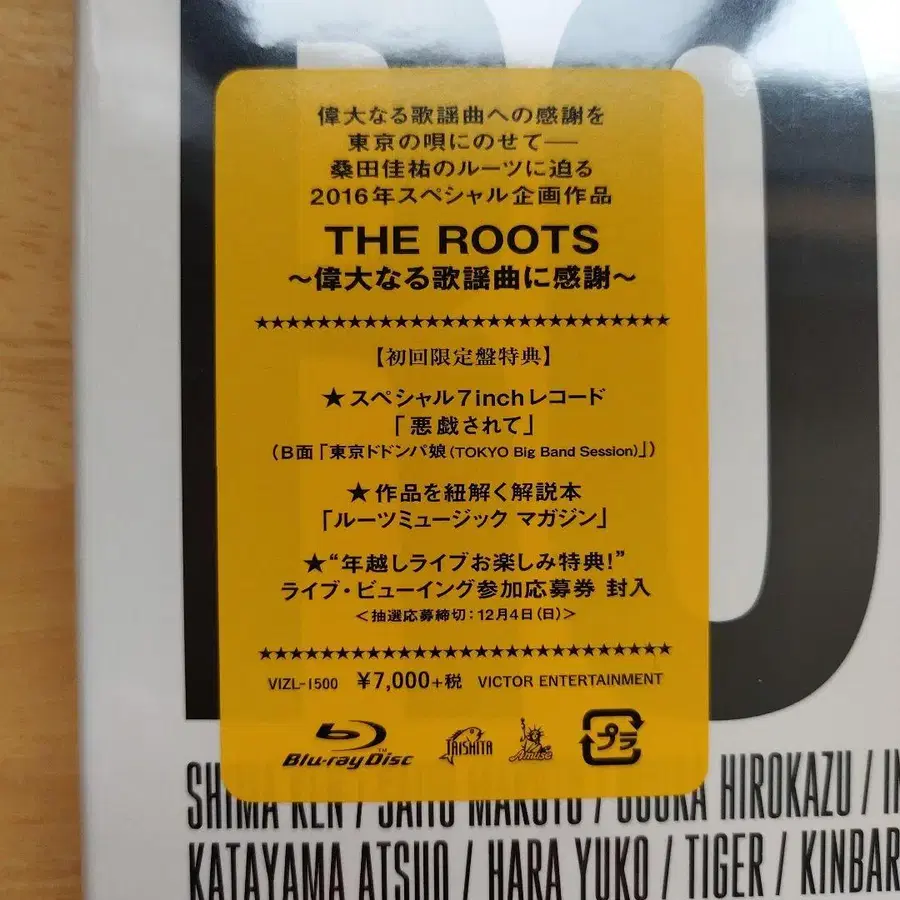 偉大なる歌謡曲への感謝を
東京の唄にのせて──
桑田佳祐のルーツに迫る
2016年スペシャル企画作品
THE ROOTS
～偉大なる歌謡曲に感謝～
★★★★★★★★★★★★★★★★★★★★★★★★★★★
【初回限定盤特典】
★スペシャル7inchレコード
「悪戯されて」
（B面「東京ドドンパ娘（TOKYO Big Band Session）」）
★作品を紐解く解説本
「ルーツミュージック マガジン」
★“年越しライブお楽しみ特典！”
ライブ・ビューイング参加応募券 封入
＜抽選応募締切：12月4日（日）＞
★★★★★★★★★★★★★★★★★★★★★★★★★★★
VIZL-1500 ¥7,000+税 VICTOR ENTERTAINMENT
Blu-ray Disc TAISHITA Amuse プラ
SHIMA KEN / SAITO MAKOTO / SOGKA HIROKAZU /
KATAYAMA ATSUO / HARA YUKO / TIGER / KINBAR